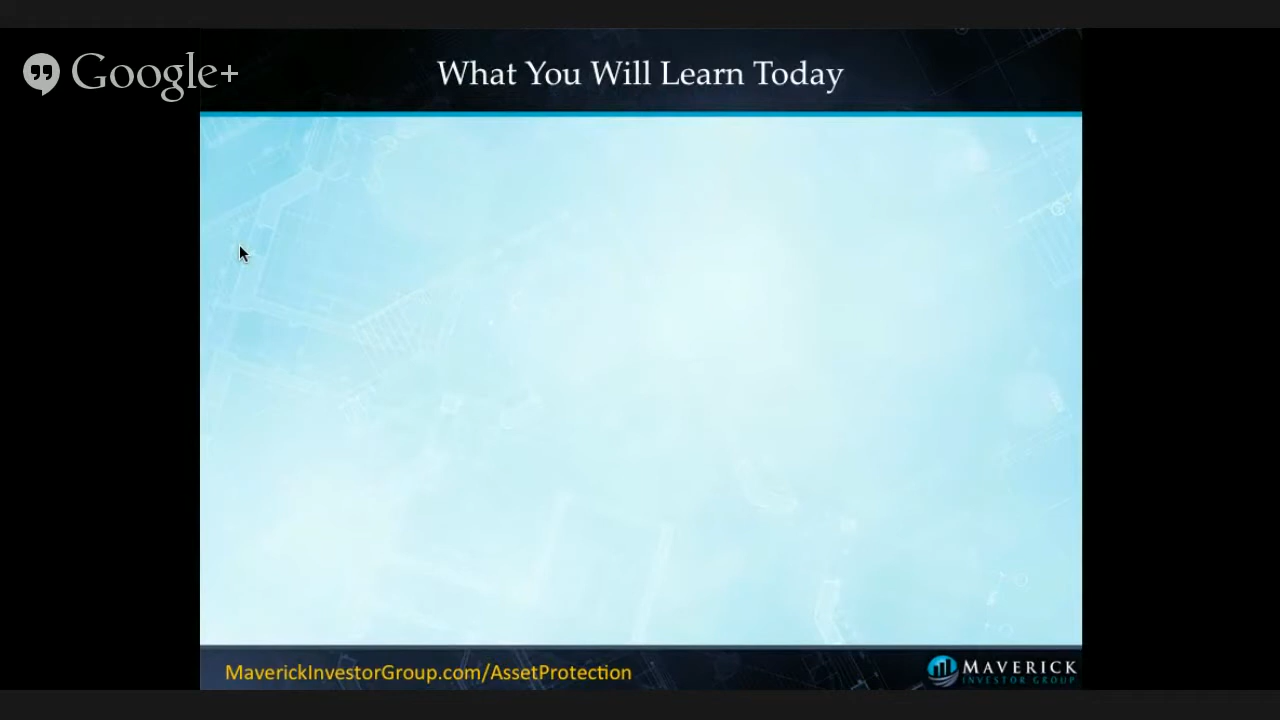 Google+
What You Will Learn Today
MaverickInvestorGroup.com/AssetProtection
MAVERICK
INVESTOR GROUP